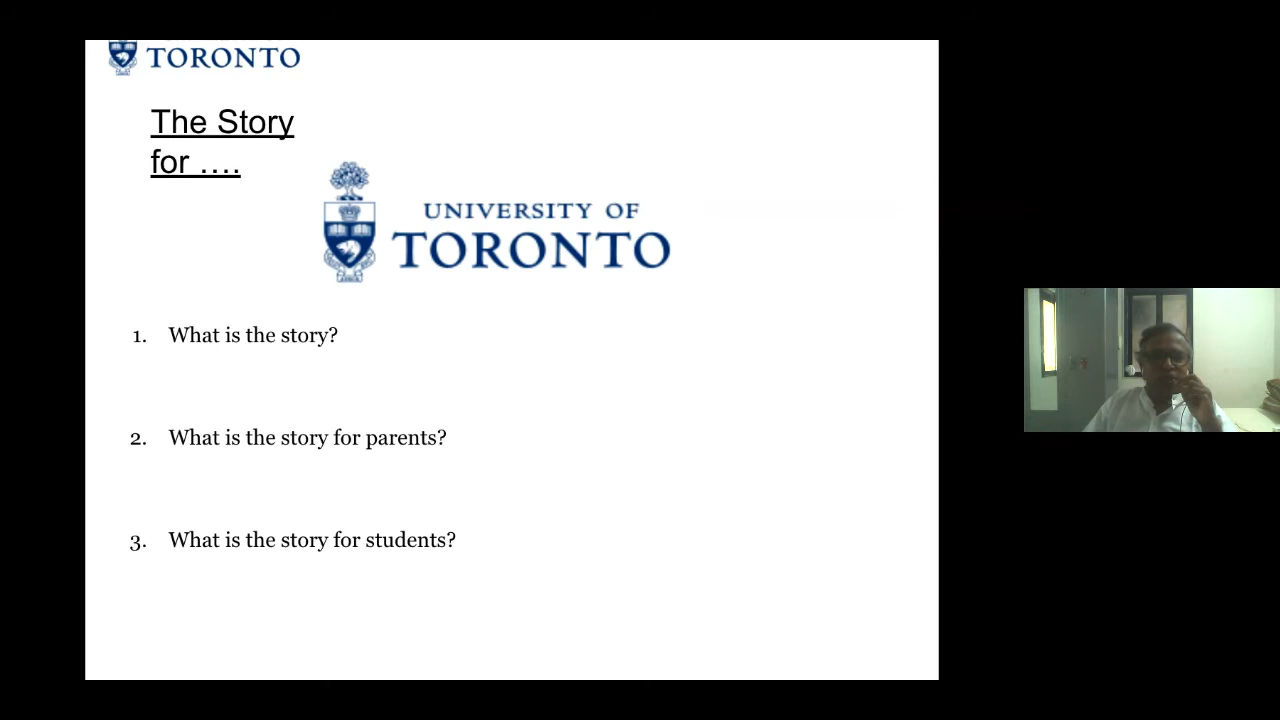 TORONTO
The Story
for ….
UNIVERSITY OF
TORONTO
1. What is the story?
2. What is the story for parents?
3. What is the story for students?